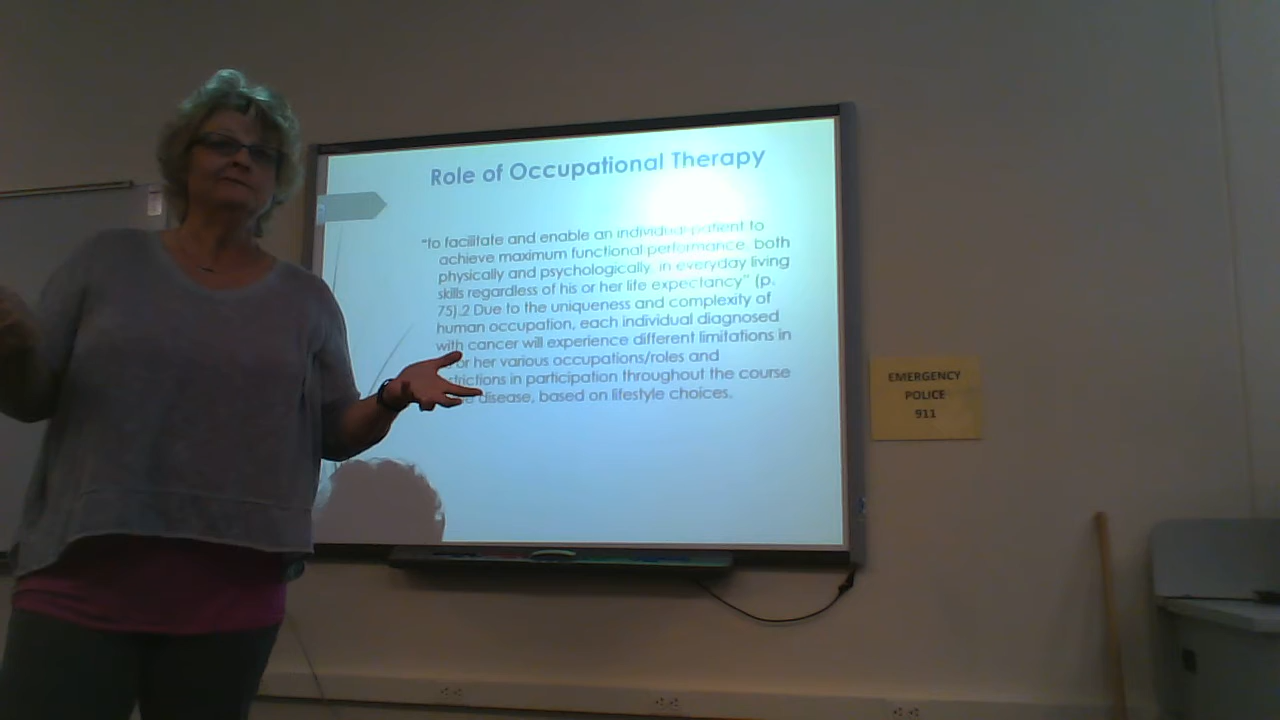 Role of Occupational Therapy
"to facilitate and enable an individual patient to
achieve maximum functional performance, both
physically and psychologically, in everyday living
skills regardless of his or her life expectancy" (p.
75).2 Due to the uniqueness and complexity of
human occupation, each individual diagnosed
with cancer will experience different limitations in
or her various occupations/roles and
in participation throughout the course
disease, based on lifestyle choices.
EMERGENCY
POLICE
911